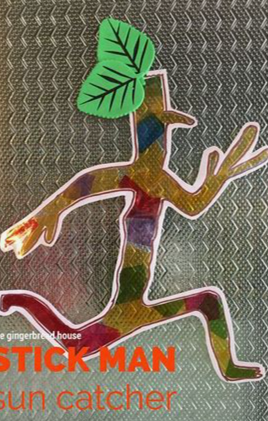 e gingerbread house
STICK MAN
sun catcher